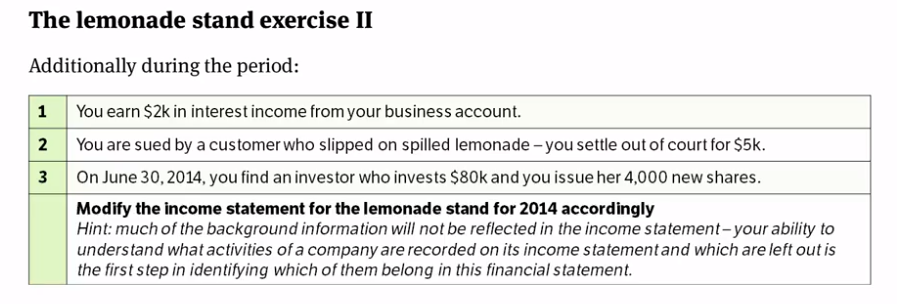 The lemonade stand exercise II
Additionally during the period:
1 You earn $2k in interest income from your business account.
2 You are sued by a customer who slipped on spilled lemonade – you settle out of court for $5k.
3 On June 30, 2014, you find an investor who invests $80k and you issue her 4,000 new shares.
Modify the income statement for the lemonade stand for 2014 accordingly
Hint: much of the background information will not be reflected in the income statement – your ability to
understand what activities of a company are recorded on its income statement and which are left out is
the first step in identifying which of them belong in this financial statement.